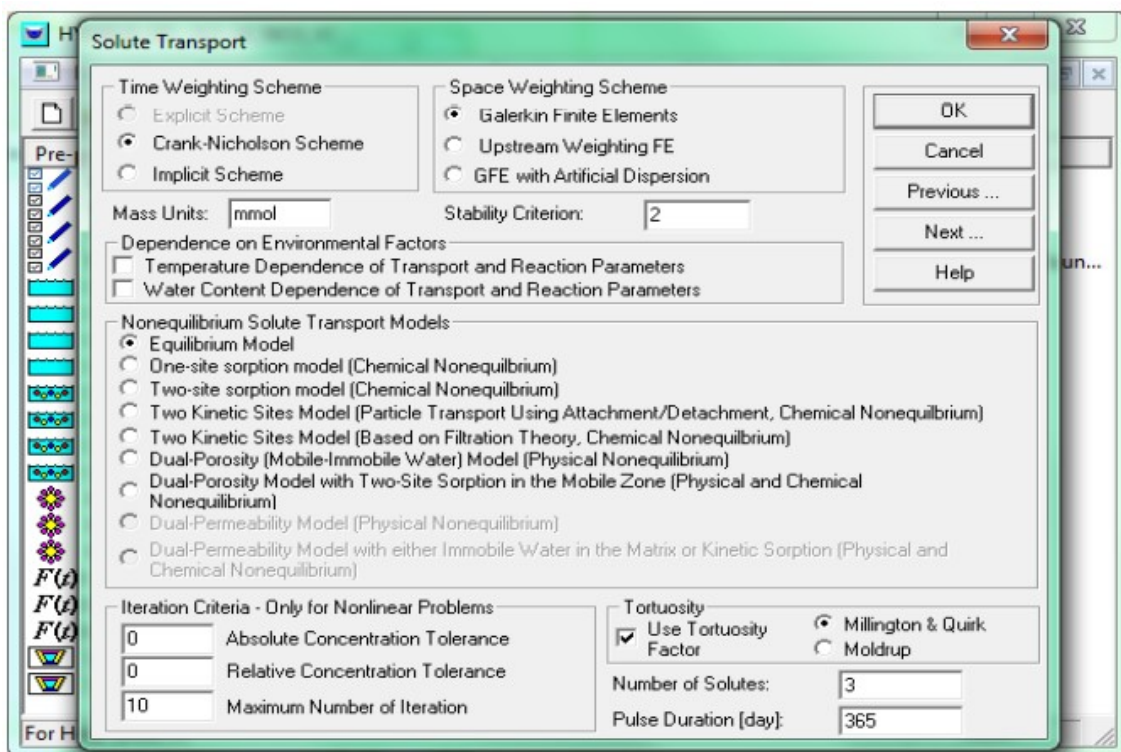 HY
Solute Transport
Pre-p
Time Weighting Scheme
Explicit Scheme
Crank-Nicholson Scheme
Implicit Scheme
Space Weighting Scheme
Galerkin Finite Elements
Upstream Weighting FE
GFE with Artificial Dispersion
OK
Cancel
Previous ...
Next ...
Help
Mass Units: mmol
Stability Criterion: 2
Dependence on Environmental Factors
Temperature Dependence of Transport and Reaction Parameters
Water Content Dependence of Transport and Reaction Parameters
un...
Nonequilibrium Solute Transport Models
Equilibrium Model
One-site sorption model (Chemical Nonequilbrium)
Two-site sorption model (Chemical Nonequilbrium)
Two Kinetic Sites Model (Particle Transport Using Attachment/Detachment, Chemical Nonequilbrium)
Two Kinetic Sites Model (Based on Filtration Theory, Chemical Nonequilbrium)
Dual-Porosity (Mobile-Immobile Water) Model (Physical Nonequilibrium)
Dual-Porosity Model with Two-Site Sorption in the Mobile Zone (Physical and Chemical
Nonequilibrium)
Dual-Permeability Model (Physical Nonequilibrium)
Dual-Permeability Model with either Immobile Water in the Matrix or Kinetic Sorption (Physical and
Chemical Nonequilibrium)
F(t)
F(t)
F(t)
Iteration Criteria - Only for Nonlinear Problems
0 Absolute Concentration Tolerance
0 Relative Concentration Tolerance
10 Maximum Number of Iteration
Tortuosity
Use Tortuosity
Factor
Millington & Quirk
Moldrup
Number of Solutes: 3
Pulse Duration [day]: 365
For H